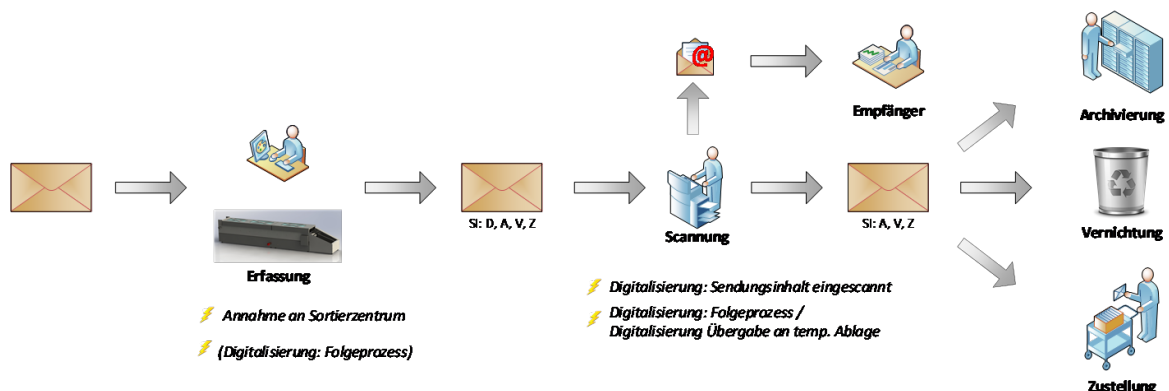 @
Empfänger
Archivierung
SI: D, A, V, Z
Scannung
SI: A, V, Z
Vernichtung
Erfassung
Annahme an Sortierzentrum
(Digitalisierung: Folgeprozess)
Digitalisierung: Sendungsinhalt eingescannt
Digitalisierung: Folgeprozess /
Digitalisierung Übergabe an temp. Ablage
Zustellung